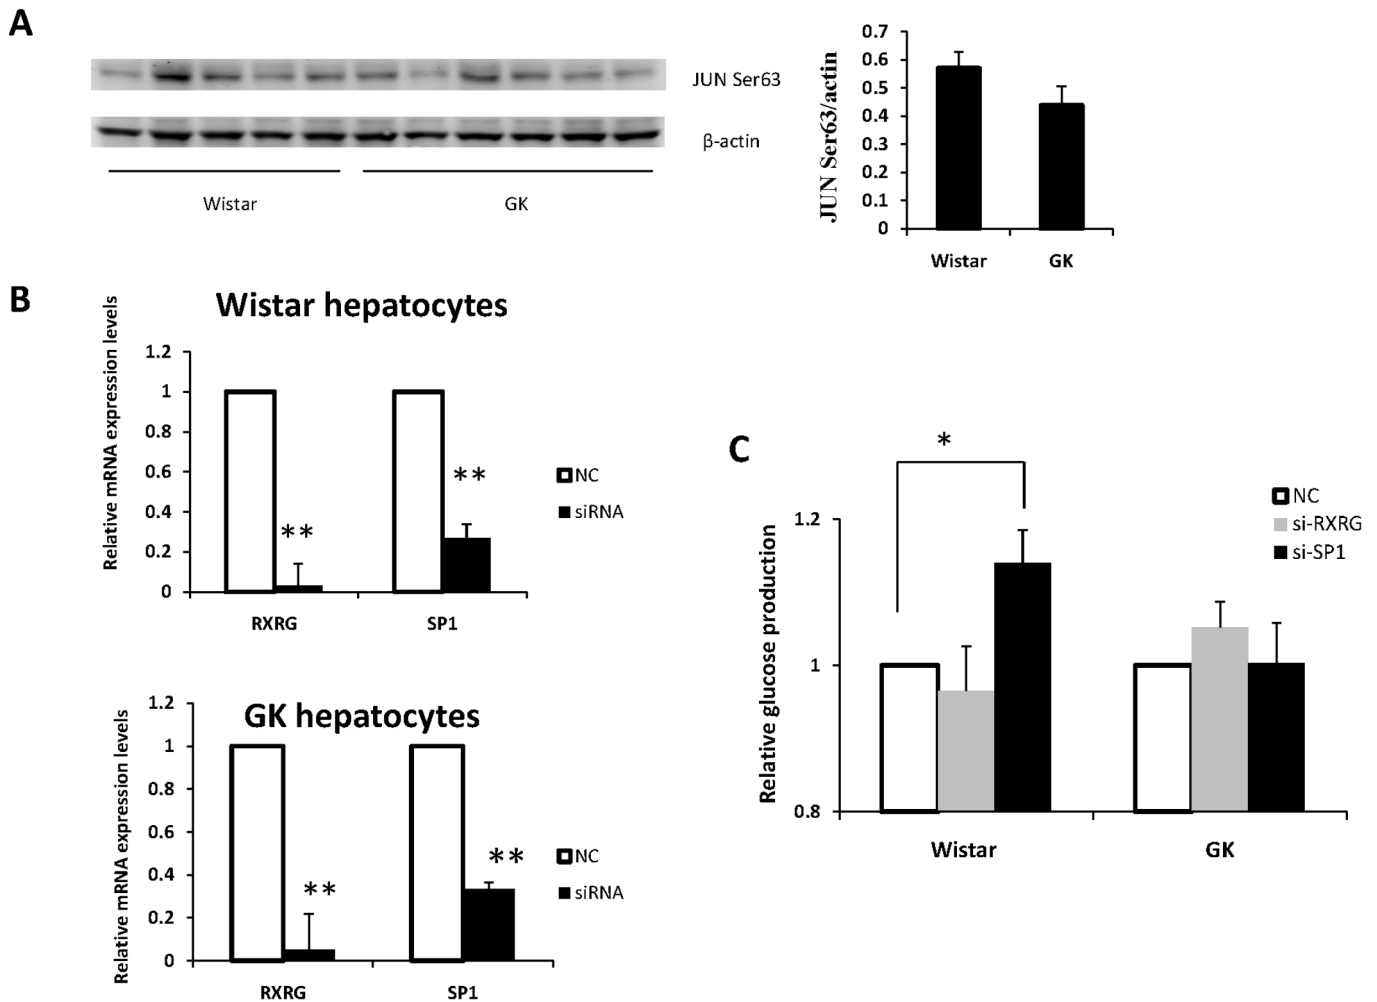 A
JUN Ser63
β-actin
Wistar
GK
JUN Ser63/actin
0.7
0.6
0.5
0.4
0.3
0.2
0.1
0
Wistar
GK
B
Wistar hepatocytes
Relative mRNA expression levels
1.2
1
0.8
0.6
0.4
0.2
0
**
**
RXRG
SP1
NC
siRNA
GK hepatocytes
Relative mRNA expression levels
1.2
1
0.8
0.6
0.4
0.2
0
**
**
RXRG
SP1
NC
siRNA
C
*
NC
si-RXRG
si-SP1
Relative glucose production
1.2
1
0.8
Wistar
GK